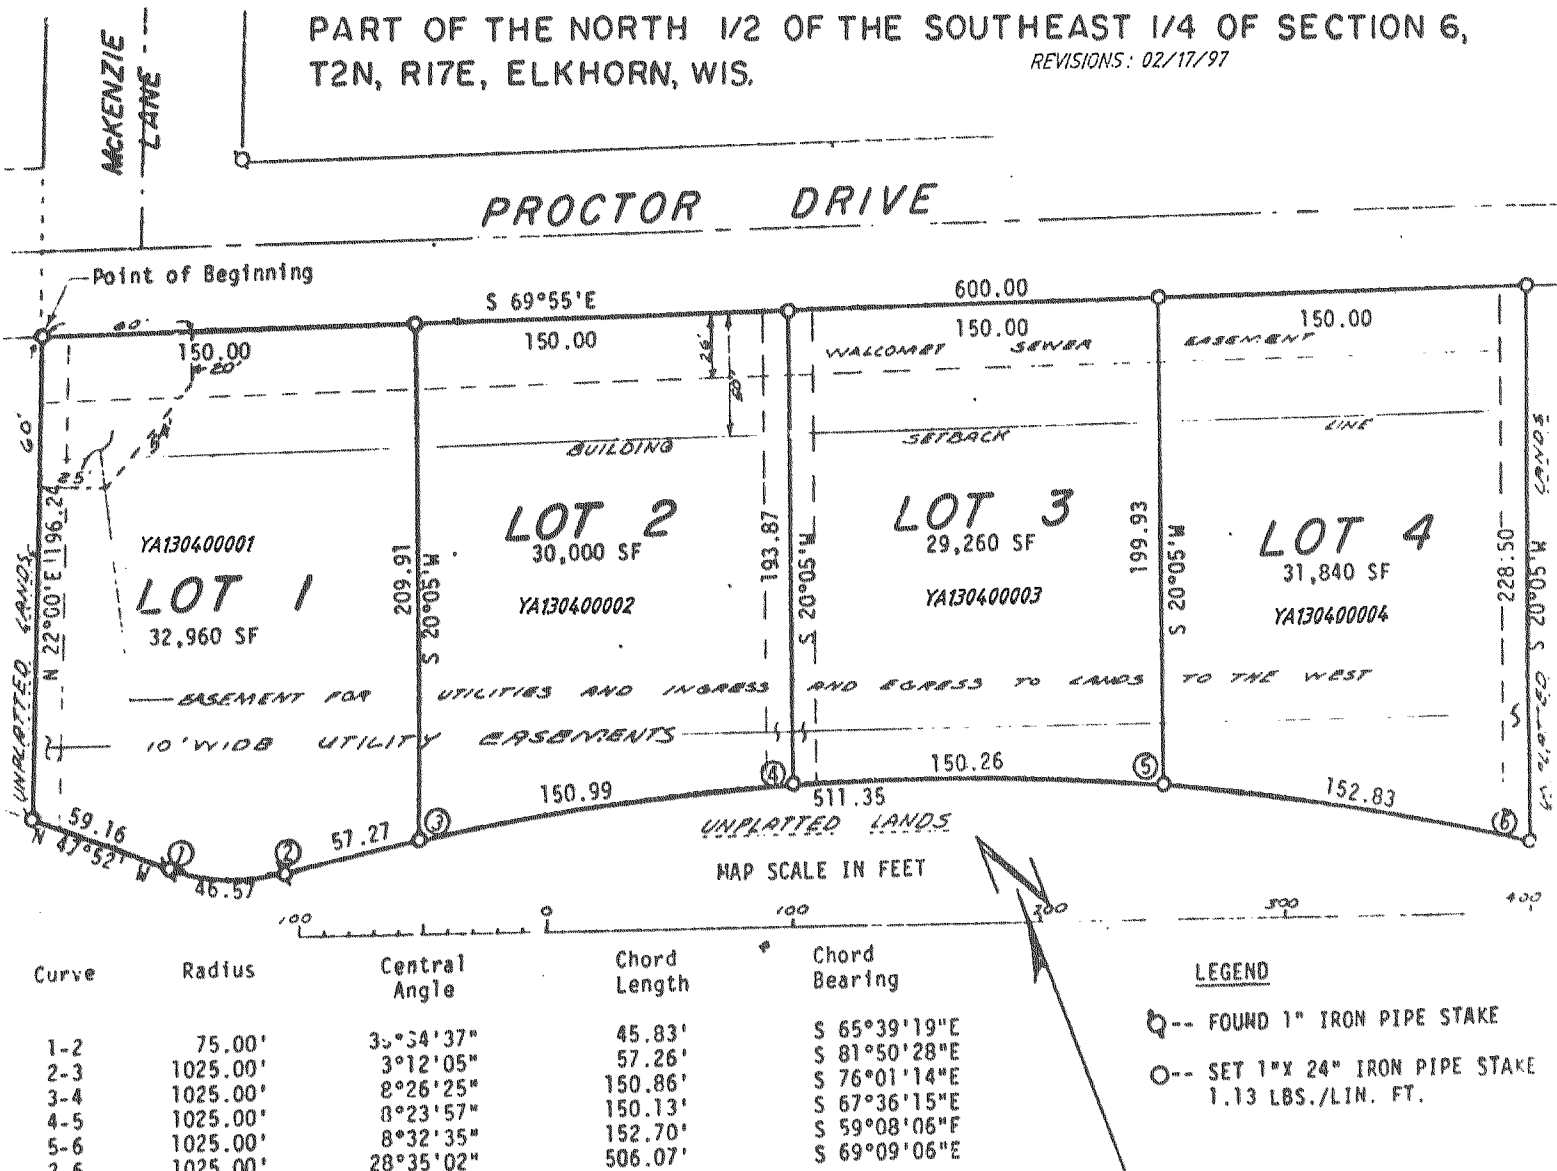 PART OF THE NORTH 1/2 OF THE SOUTHEAST 1/4 OF SECTION 6,
T2N, R17E, ELKHORN, WIS.
REVISIONS: 02/17/97
McKENZIE
LANE
PROCTOR DRIVE
Point of Beginning
S 69°55'E
600.00
60'
150.00
150.00
150.00
150.00
20'
26'
WALCOMET SEWER EASEMENT
60'
BUILDING SETBACK LINE
25'
N 22°00'E 196.24
UNPLATTED LANDS
YA130400001
LOT 1
32,960 SF
209.91
S 20°05'W
LOT 2
30,000 SF
YA130400002
193.87
S 20°05'W
LOT 3
29,260 SF
YA130400003
199.93
S 20°05'W
LOT 4
31,840 SF
YA130400004
228.50
S 20°05'W
EASEMENT FOR UTILITIES AND INGRESS AND EGRESS TO LANDS TO THE WEST
10' WIDE UTILITY EASEMENTS
59.16
N 47°52' W
1
46.57
2
57.27
3
150.99
4
511.35
150.26
5
152.83
6
UNPLATTED LANDS
MAP SCALE IN FEET
100 0 100 200 300 400
Curve Radius Central Angle Chord Length Chord Bearing
1-2 75.00' 45.83' S 65°39'19"E
2-3 1025.00' 3°12'05" 57.26' S 81°50'28"E
3-4 1025.00' 8°26'25" 150.86' S 76°01'14"E
4-5 1025.00' 8°23'57" 150.13' S 67°36'15"E
5-6 1025.00' 8°32'35" 152.70' S 59°08'06"E
2-6 1025.00' 28°35'02" 506.07' S 69°09'06"E
LEGEND
-- FOUND 1" IRON PIPE STAKE
-- SET 1"X 24" IRON PIPE STAKE
1.13 LBS./LIN. FT.